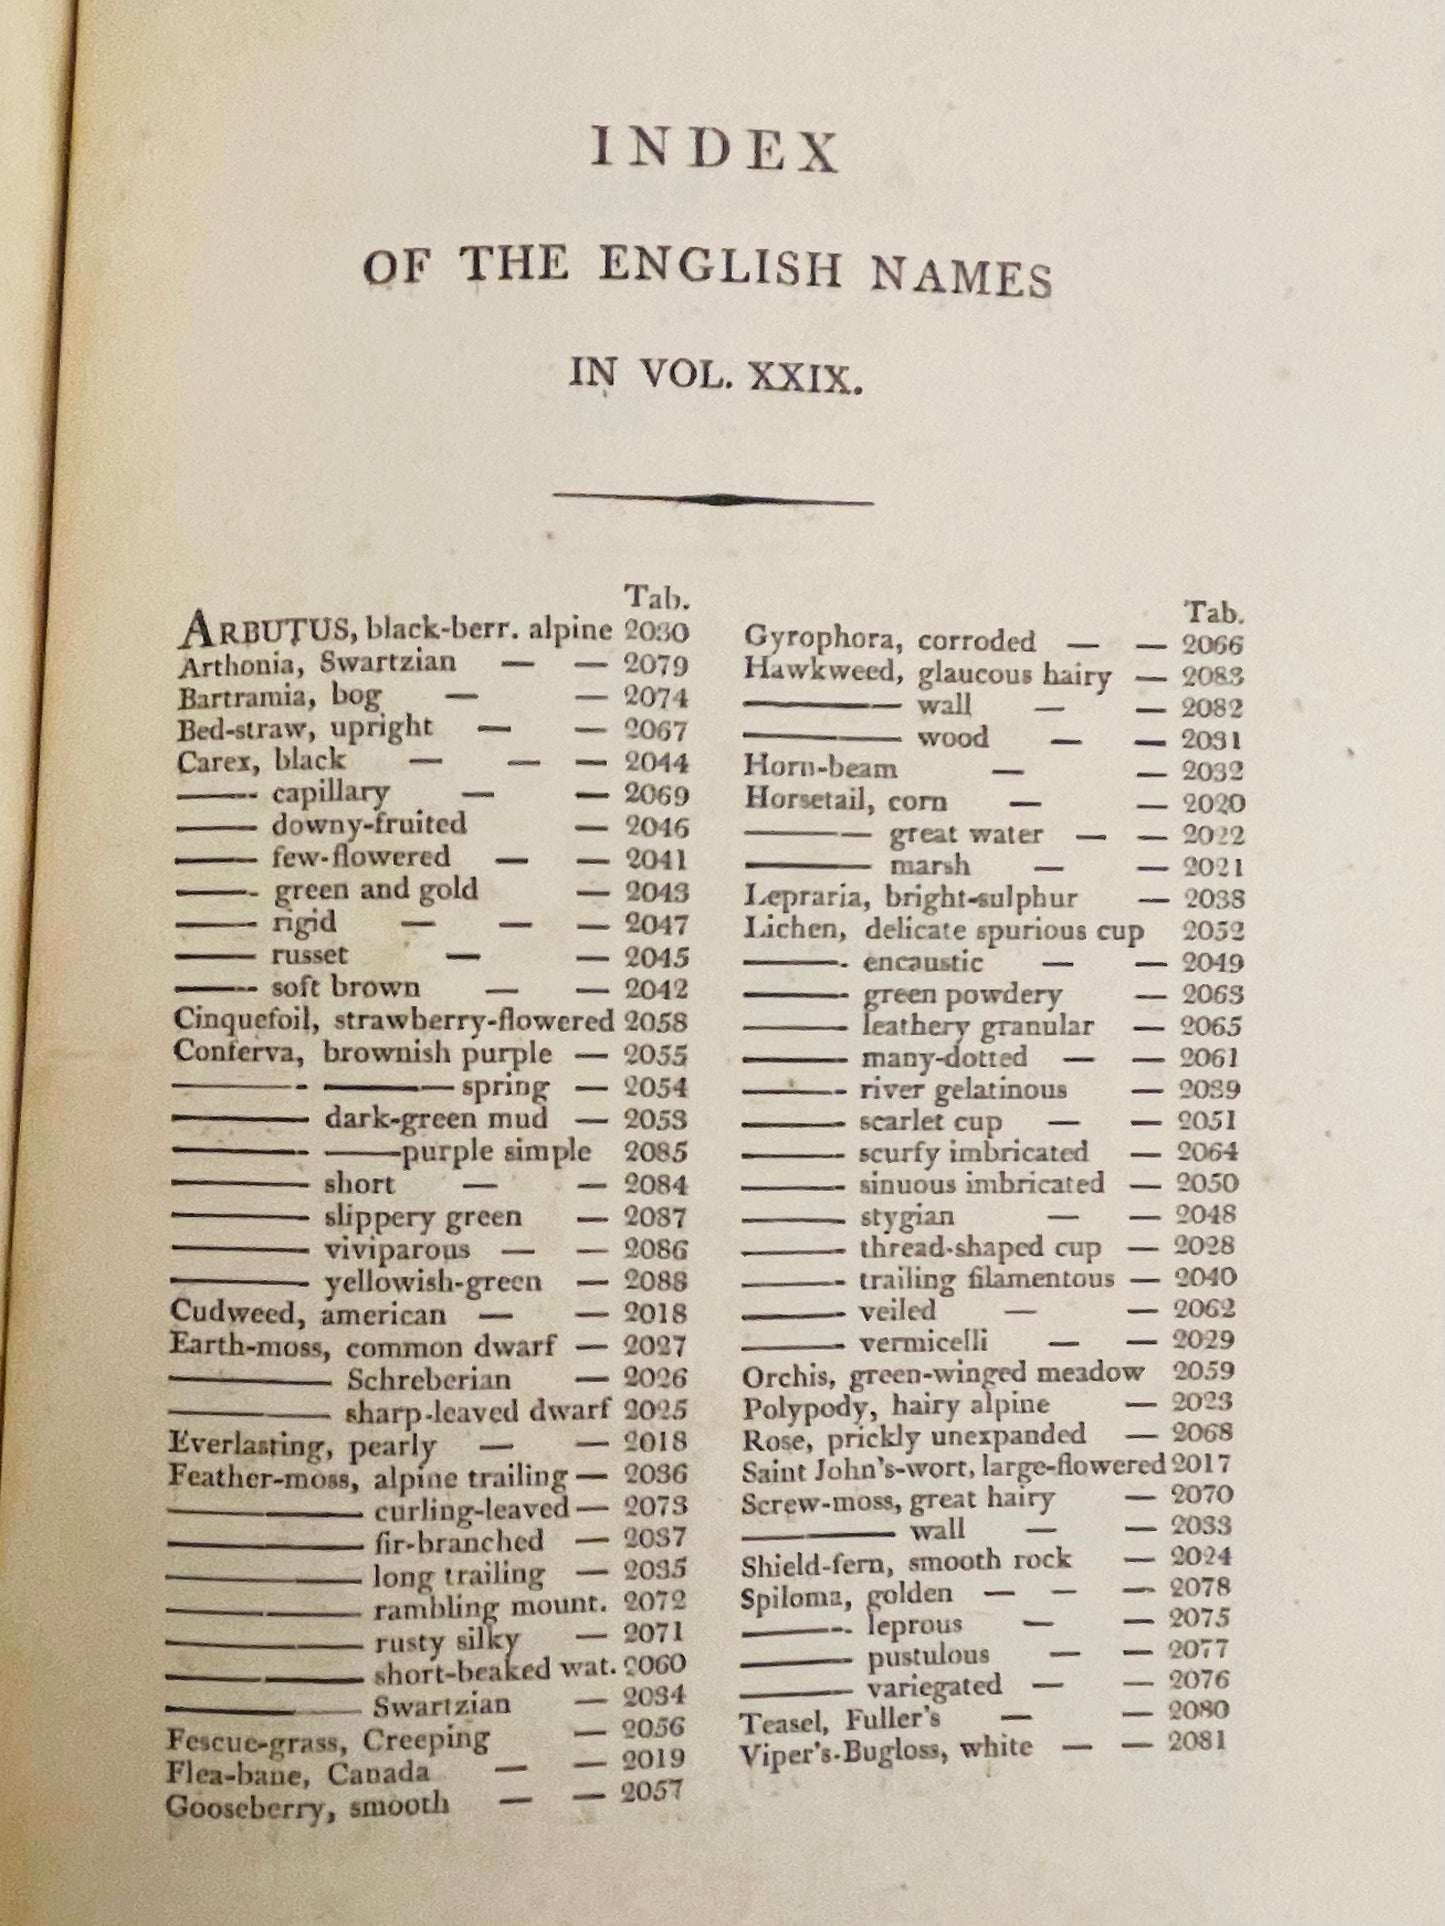 INDEX
OF THE ENGLISH NAMES
IN VOL. XXIX.
Tab.
ARBUTUS, black-berr. alpine 2030
Arthonia, Swartzian — — 2079
Bartramia, bog — — 2074
Bed-straw, upright — — 2067
Carex, black — — — 2044
—— capillary — — 2069
—— downy-fruited — 2046
—— few-flowered — — 2041
—— green and gold — 2043
—— rigid — — — 2047
—— russet — — 2045
—— soft brown — — 2042
Cinquefoil, strawberry-flowered 2058
Conferva, brownish purple — 2055
—— —— spring — 2054
—— dark-green mud — 2053
—— ——purple simple 2085
—— short — — 2084
—— slippery green — 2087
—— viviparous — — 2086
—— yellowish-green — 2088
Cudweed, american — — 2018
Earth-moss, common dwarf — 2027
—— Schreberian — 2026
—— sharp-leaved dwarf 2025
Everlasting, pearly — — 2018
Feather-moss, alpine trailing — 2036
—— curling-leaved — 2073
—— fir-branched — 2037
—— long trailing — 2035
—— rambling mount. 2072
—— rusty silky — 2071
—— short-beaked wat. 2060
—— Swartzian — 2034
Fescue-grass, Creeping — 2056
Flea-bane, Canada — — 2019
Gooseberry, smooth — — 2057
Tab.
Gyrophora, corroded — — 2066
Hawkweed, glaucous hairy — 2083
—— wall — — 2082
—— wood — — 2031
Horn-beam — — 2032
Horsetail, corn — — 2020
—— great water — — 2022
—— marsh — — 2021
Lepraria, bright-sulphur — 2038
Lichen, delicate spurious cup 2052
—— encaustic — — 2049
—— green powdery — 2063
—— leathery granular — 2065
—— many-dotted — — 2061
—— river gelatinous — 2039
—— scarlet cup — — 2051
—— scurfy imbricated — 2064
—— sinuous imbricated — 2050
—— stygian — — 2048
—— thread-shaped cup — 2028
—— trailing filamentous — 2040
—— veiled — — 2062
—— vermicelli — — 2029
Orchis, green-winged meadow 2059
Polypody, hairy alpine — 2023
Rose, prickly unexpanded — 2068
Saint John's-wort, large-flowered 2017
Screw-moss, great hairy — 2070
—— wall — — 2033
Shield-fern, smooth rock — 2024
Spiloma, golden — — — 2078
—— leprous — — 2075
—— pustulous — — 2077
—— variegated — — 2076
Teasel, Fuller's — — 2080
Viper's-Bugloss, white — — 2081